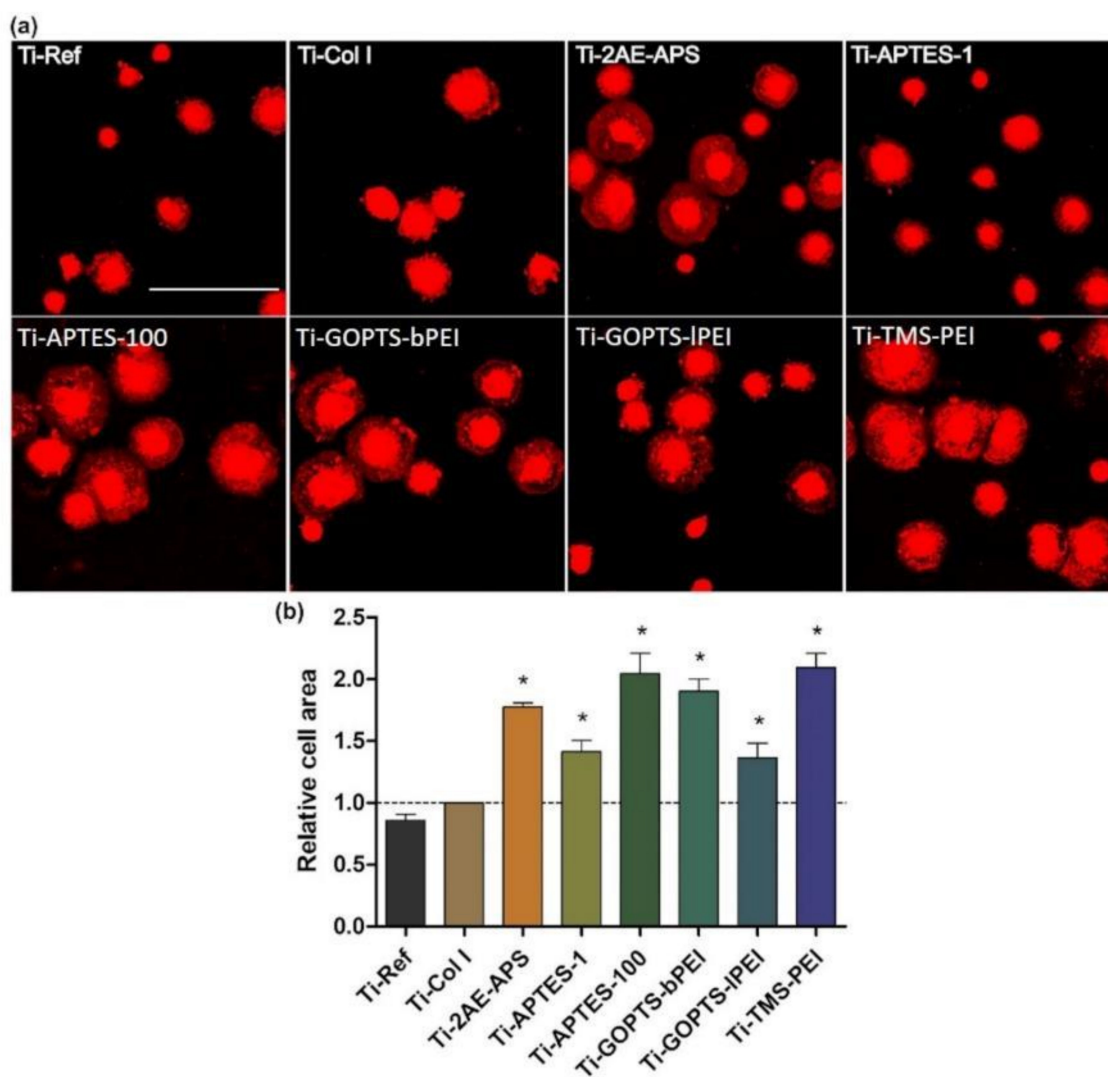 (a)
Ti-Ref
Ti-Col I
Ti-2AE-APS
Ti-APTES-1
Ti-APTES-100
Ti-GOPTS-bPEI
Ti-GOPTS-lPEI
Ti-TMS-PEI
(b)
Relative cell area
2.5
2.0
1.5
1.0
0.5
0.0
*
*
*
*
*
*
Ti-Ref
Ti-Col I
Ti-2AE-APS
Ti-APTES-1
Ti-APTES-100
Ti-GOPTS-bPEI
Ti-GOPTS-lPEI
Ti-TMS-PEI